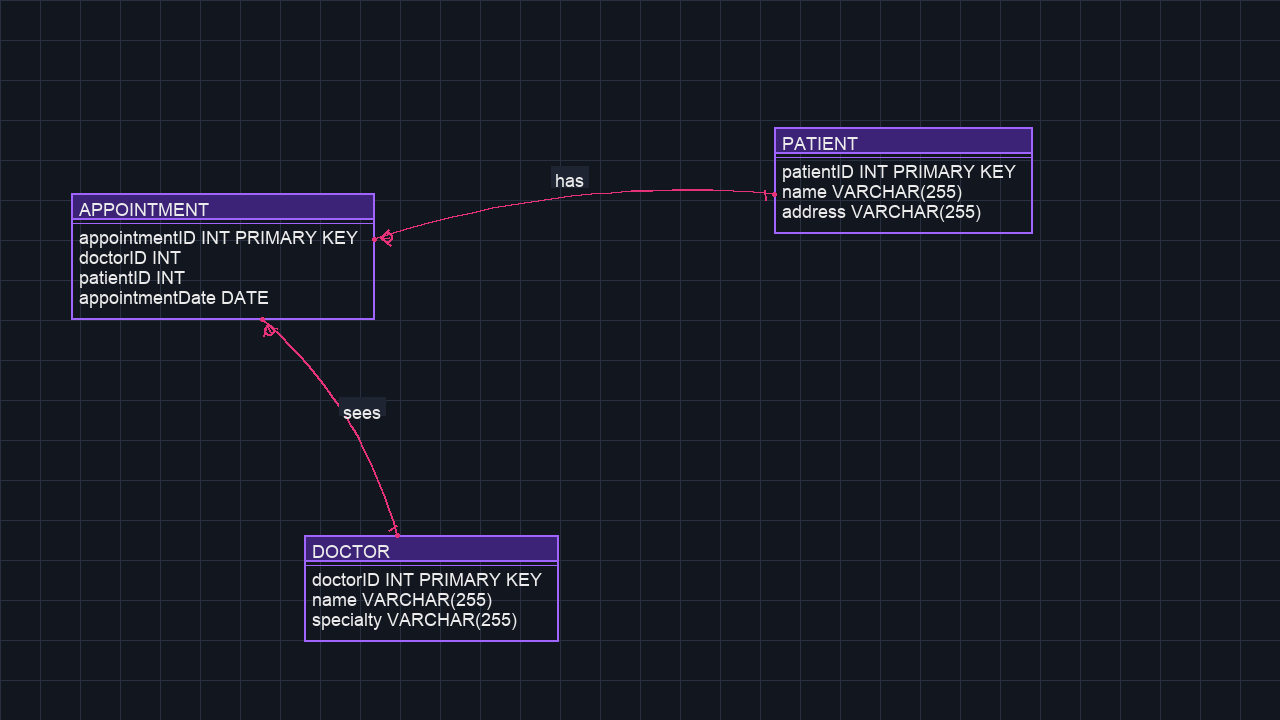 PATIENT
patientID INT PRIMARY KEY
name VARCHAR(255)
address VARCHAR(255)
has
APPOINTMENT
appointmentID INT PRIMARY KEY
doctorID INT
patientID INT
appointmentDate DATE
sees
DOCTOR
doctorID INT PRIMARY KEY
name VARCHAR(255)
specialty VARCHAR(255)